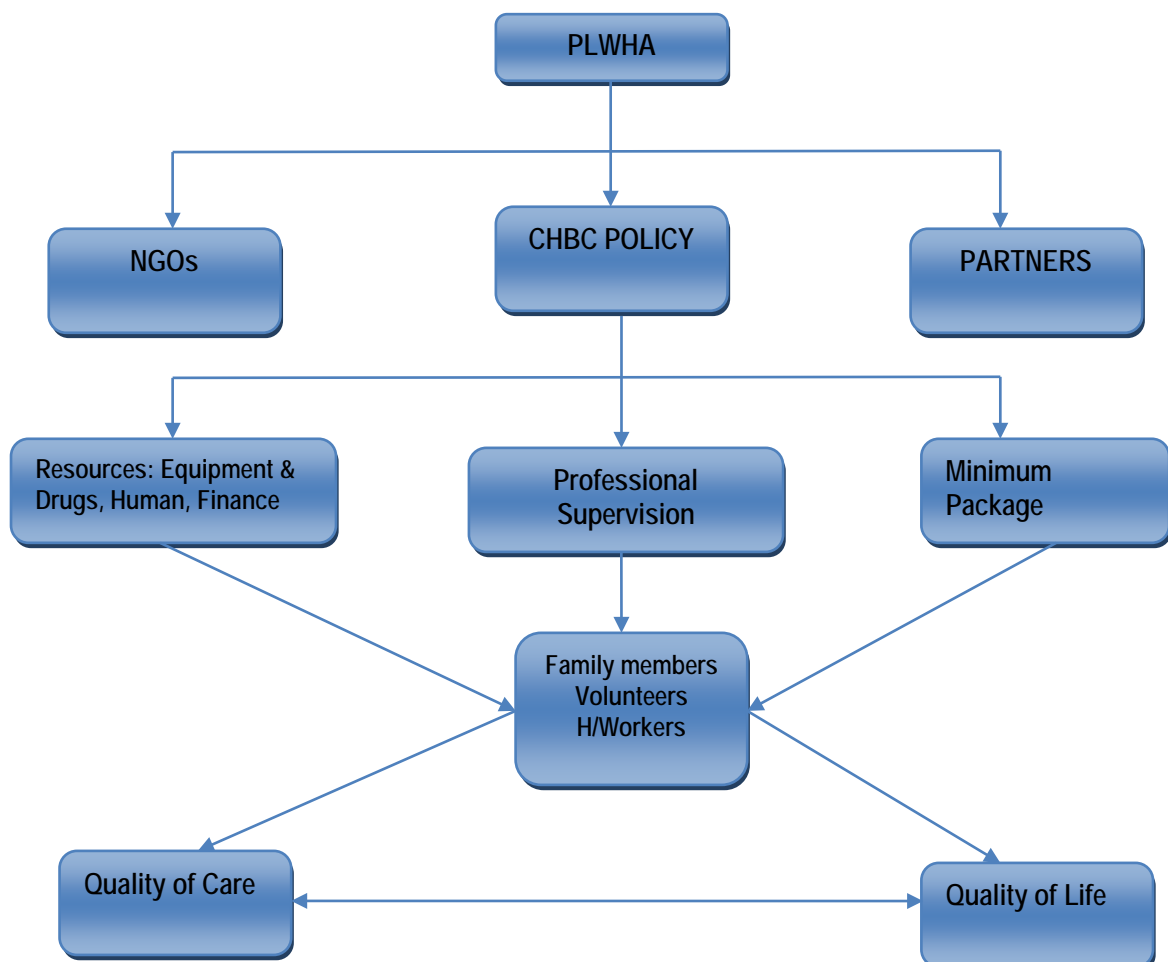 PLWHA
NGOs
CHBC POLICY
PARTNERS
Resources: Equipment &
Drugs, Human, Finance
Professional
Supervision
Minimum
Package
Family members
Volunteers
H/Workers
Quality of Care
Quality of Life